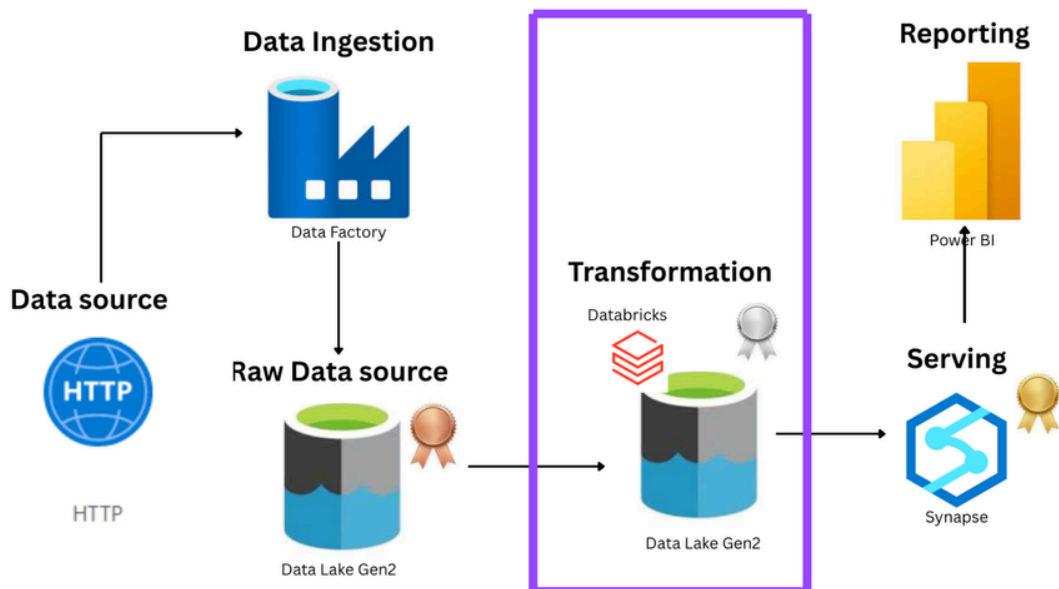 Data Ingestion
Data Factory
Data source
HTTP
HTTP
Raw Data source
Data Lake Gen2
Transformation
Databricks
Data Lake Gen2
Reporting
Power BI
Serving
Synapse